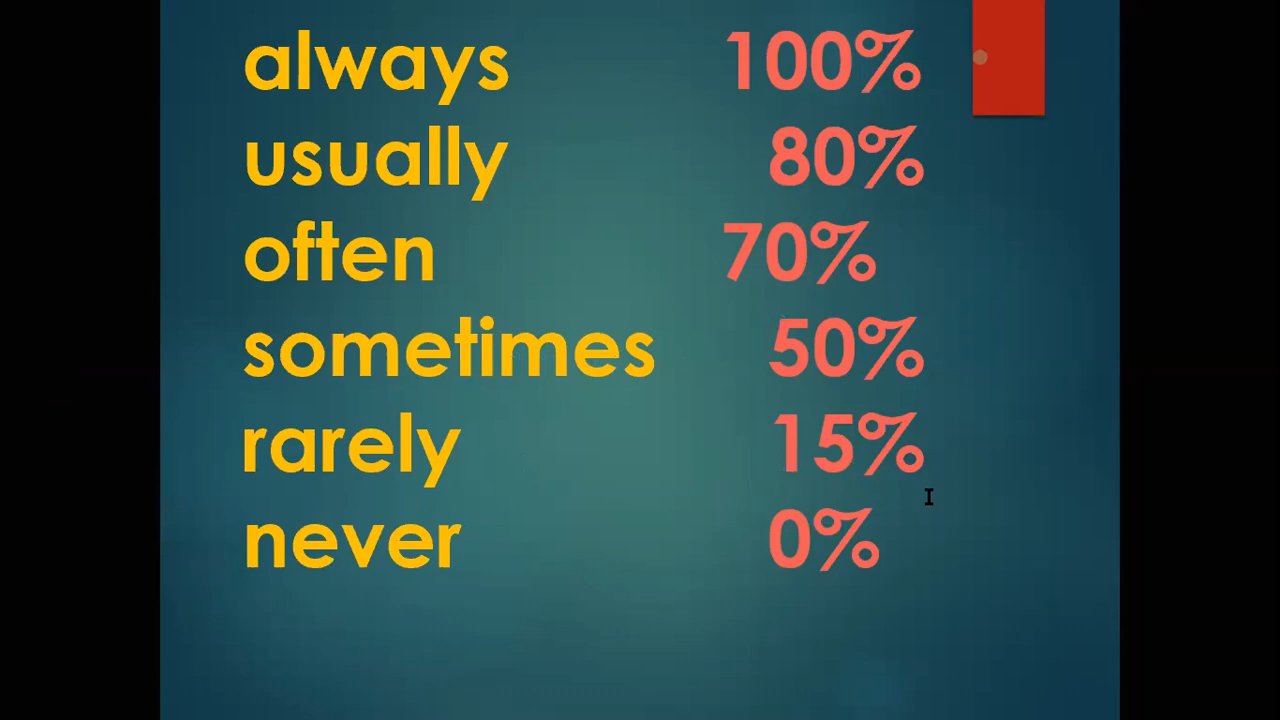 always 100%
usually 80%
often 70%
sometimes 50%
rarely 15%
never 0%